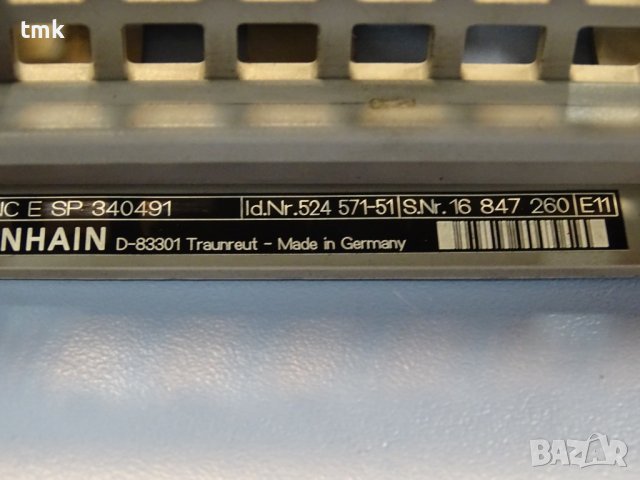 tmk
NC E SP 340491 Id.Nr.524 571-51 S.Nr. 16 847 260 E11
NHAIN D-83301 Traunreut - Made in Germany
BAZAR